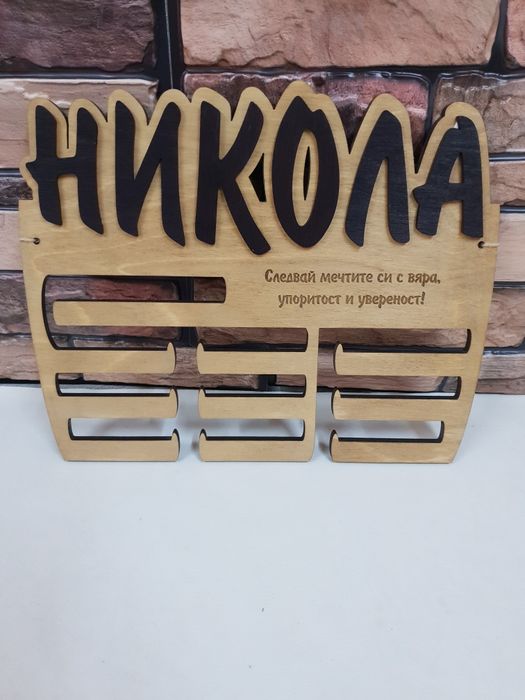 НИКОЛА
Следвай мечтите си с вяра,
упоритост и увереност!